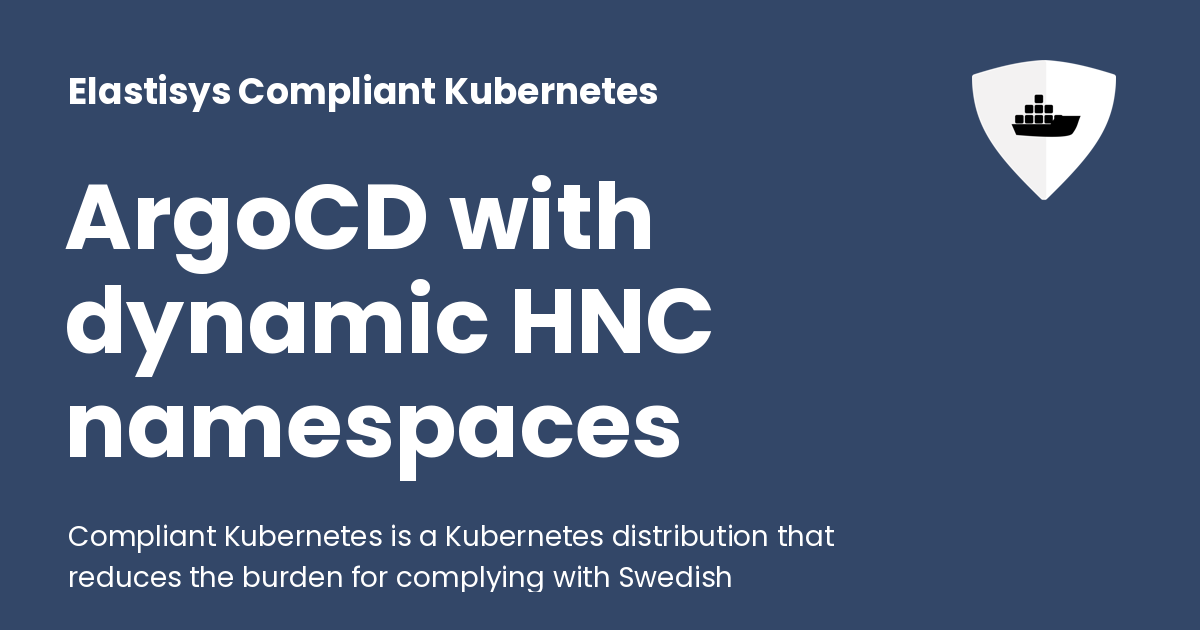 Elastisys Compliant Kubernetes
ArgoCD with
dynamic HNC
namespaces
Compliant Kubernetes is a Kubernetes distribution that
reduces the burden for complying with Swedish